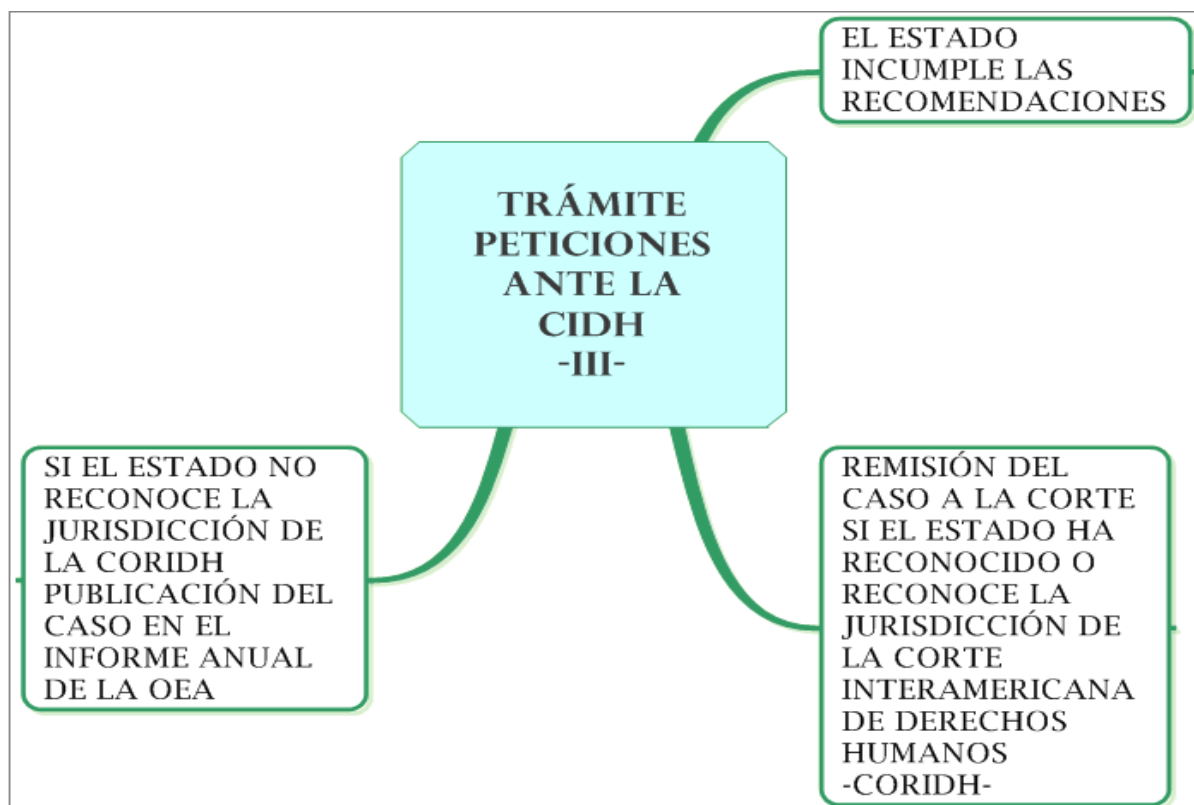 EL ESTADO
INCUMPLE LAS
RECOMENDACIONES
TRÁMITE
PETICIONES
ANTE LA
CIDH
-III-
SI EL ESTADO NO
RECONOCE LA
JURISDICCIÓN DE
LA CORIDH
PUBLICACIÓN DEL
CASO EN EL
INFORME ANUAL
DE LA OEA
REMISIÓN DEL
CASO A LA CORTE
SI EL ESTADO HA
RECONOCIDO O
RECONOCE LA
JURISDICCIÓN DE
LA CORTE
INTERAMERICANA
DE DERECHOS
HUMANOS
-CORIDH-